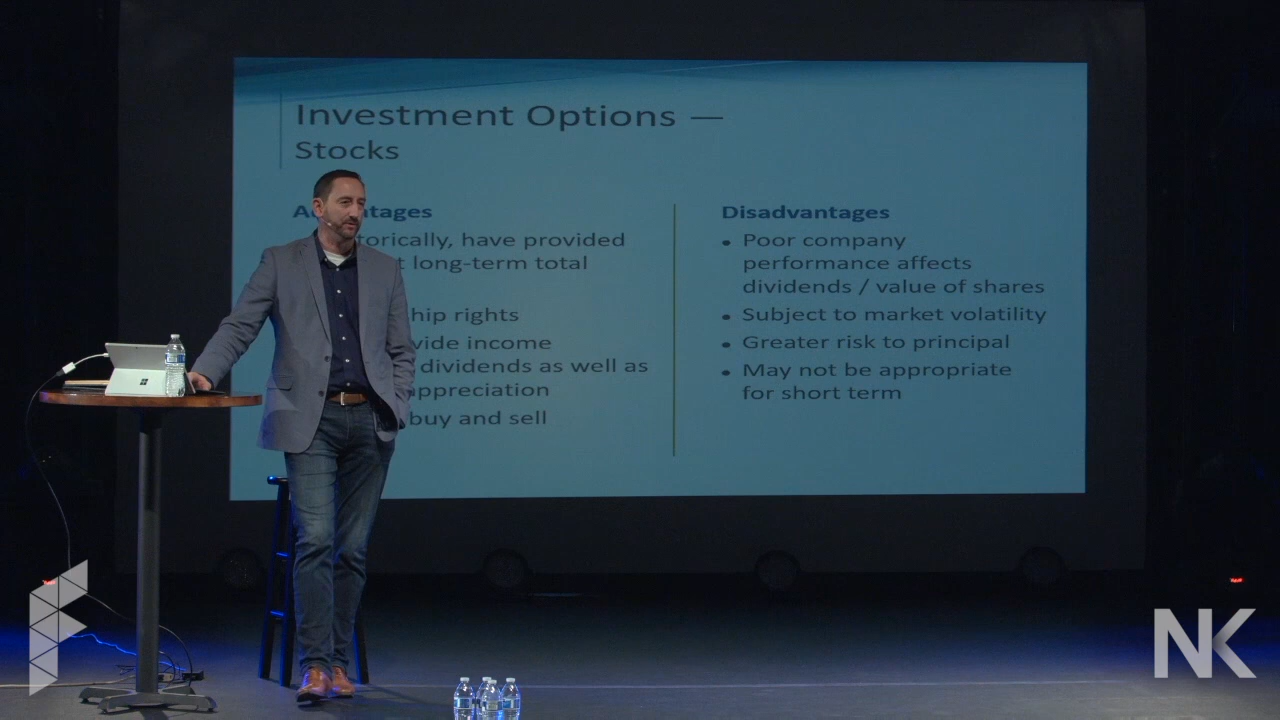 Investment Options —
Stocks
Advantages
torically, have provided
t long-term total
hip rights
vide income
dividends as well as
appreciation
buy and sell
Disadvantages
• Poor company
performance affects
dividends / value of shares
• Subject to market volatility
• Greater risk to principal
• May not be appropriate
for short term
F
NK